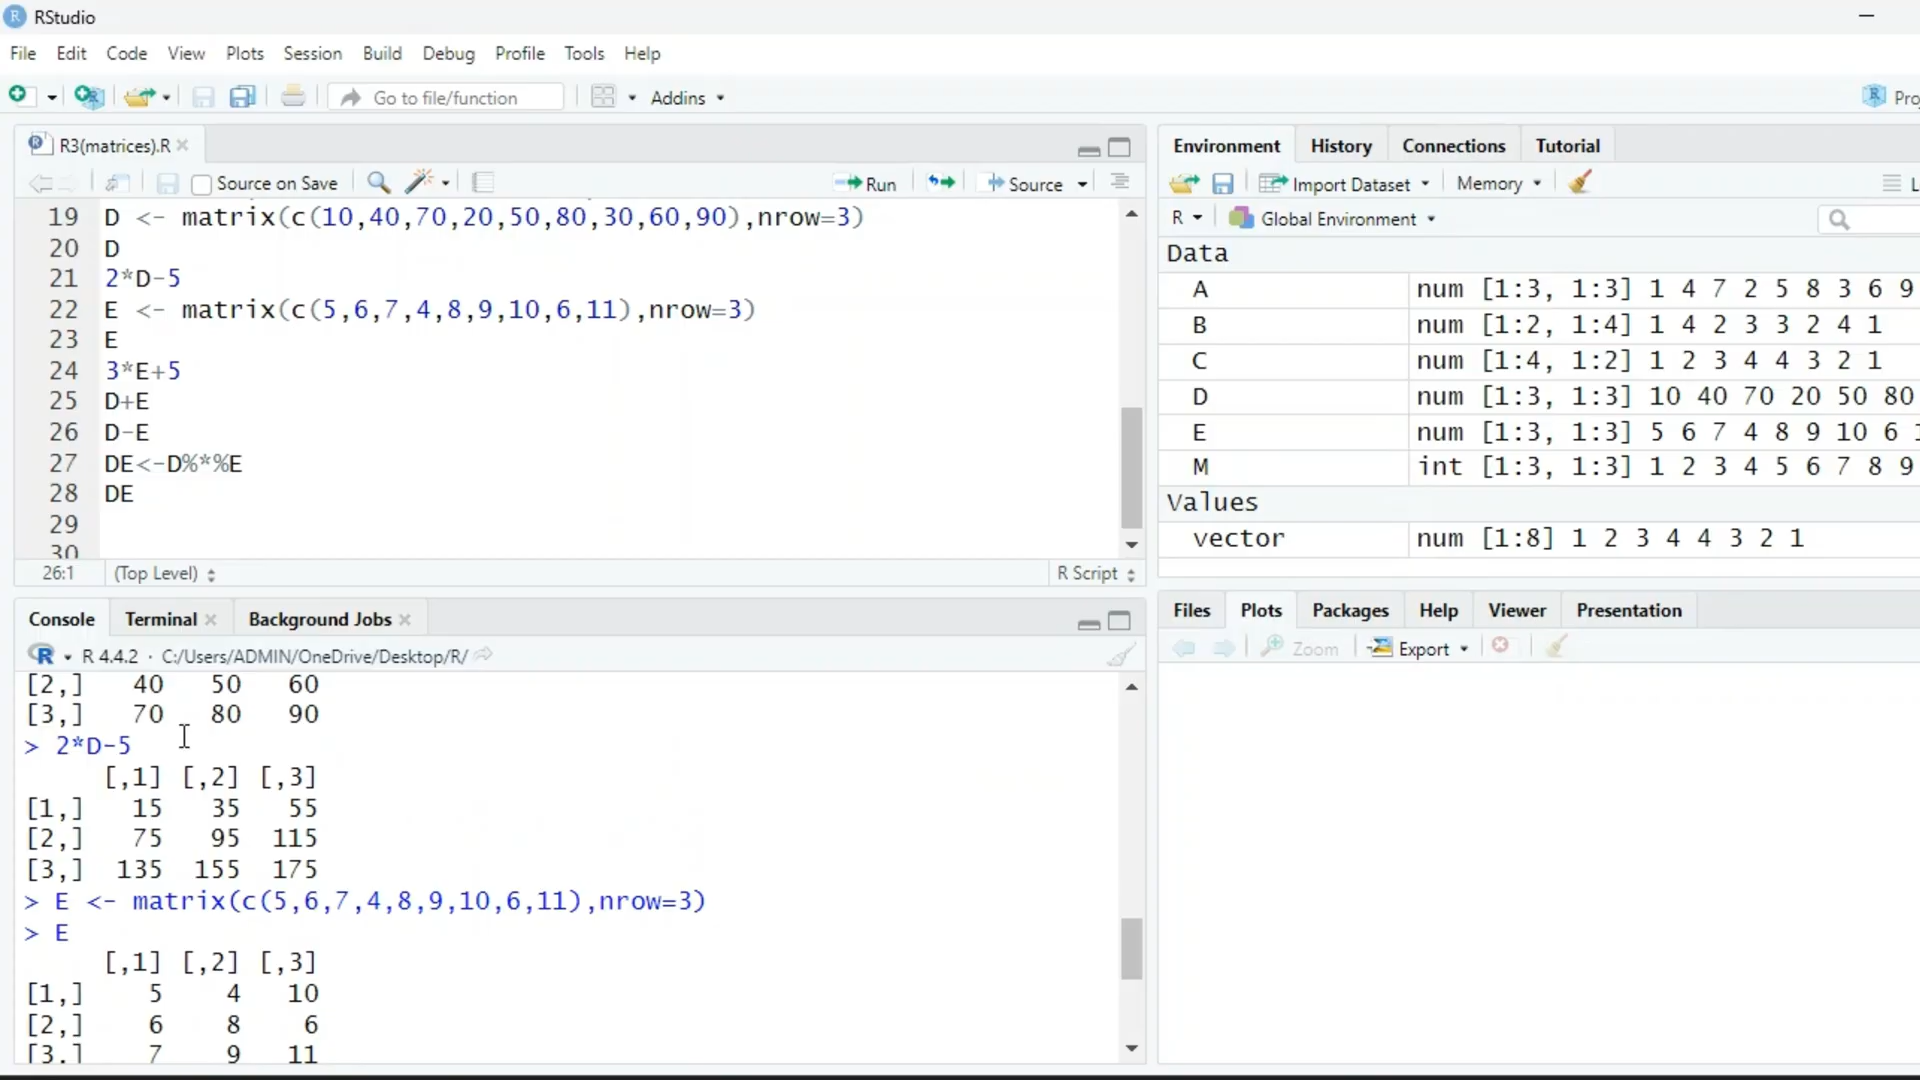 RStudio
File Edit Code View Plots Session Build Debug Profile Tools Help
Go to file/function Addins
R3(matrices).R
Source on Save Run Source
19 D <- matrix(c(10,40,70,20,50,80,30,60,90),nrow=3)
20 D
21 2*D-5
22 E <- matrix(c(5,6,7,4,8,9,10,6,11),nrow=3)
23 E
24 3*E+5
25 D+E
26 D-E
27 DE<-D%*%E
28 DE
29
30
26:1 (Top Level) R Script
Console Terminal Background Jobs
R 4.4.2 · C:/Users/ADMIN/OneDrive/Desktop/R/
[2,] 40 50 60
[3,] 70 80 90
> 2*D-5
[,1] [,2] [,3]
[1,] 15 35 55
[2,] 75 95 115
[3,] 135 155 175
> E <- matrix(c(5,6,7,4,8,9,10,6,11),nrow=3)
> E
[,1] [,2] [,3]
[1,] 5 4 10
[2,] 6 8 6
[3,] 7 9 11
Environment History Connections Tutorial
Import Dataset Memory
R Global Environment
Data
A num [1:3, 1:3] 1 4 7 2 5 8 3 6 9
B num [1:2, 1:4] 1 4 2 3 3 2 4 1
C num [1:4, 1:2] 1 2 3 4 4 3 2 1
D num [1:3, 1:3] 10 40 70 20 50 80
E num [1:3, 1:3] 5 6 7 4 8 9 10 6
M int [1:3, 1:3] 1 2 3 4 5 6 7 8 9
Values
vector num [1:8] 1 2 3 4 4 3 2 1
Files Plots Packages Help Viewer Presentation
Zoom Export